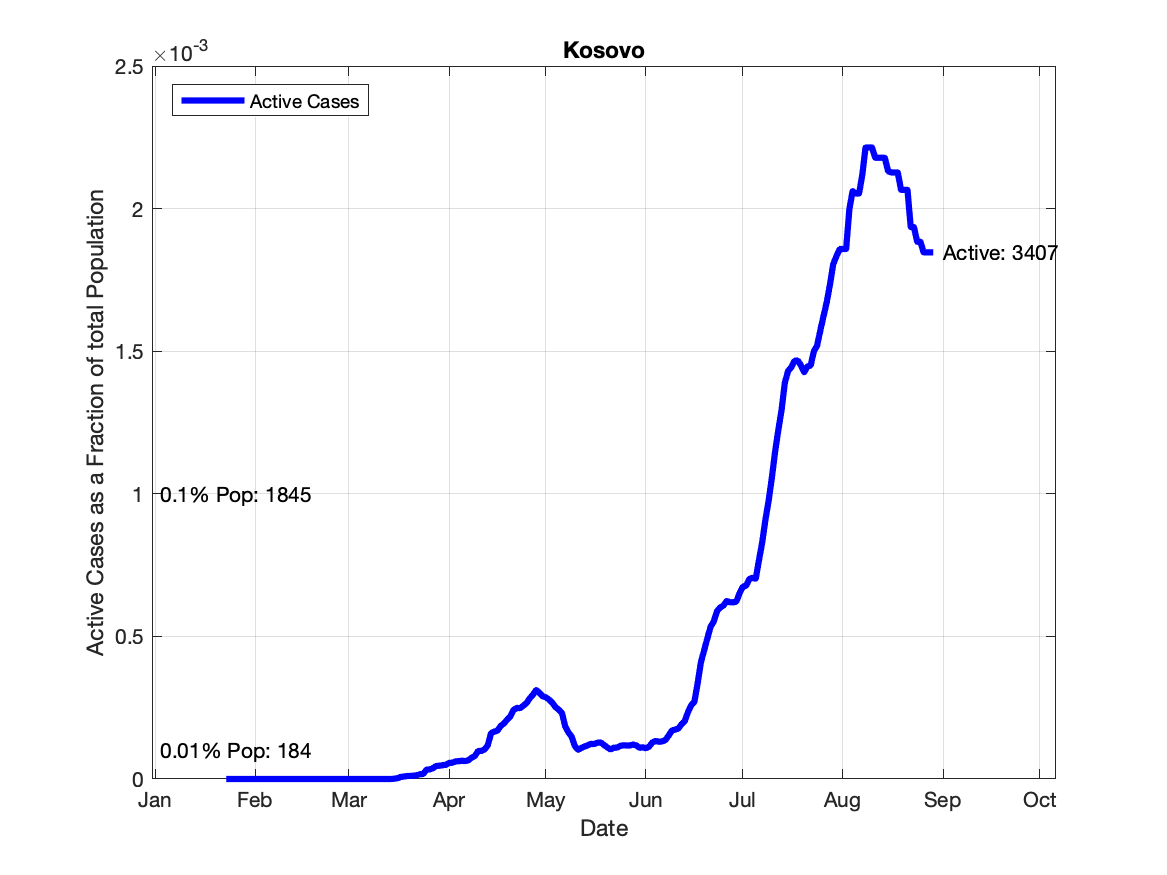 Kosovo
×10-3
Active Cases
2.5
2
1.5
1
0.5
0
Active Cases as a Fraction of total Population
Active: 3407
0.1% Pop: 1845
0.01% Pop: 184
Jan Feb Mar Apr May Jun Jul Aug Sep Oct
Date